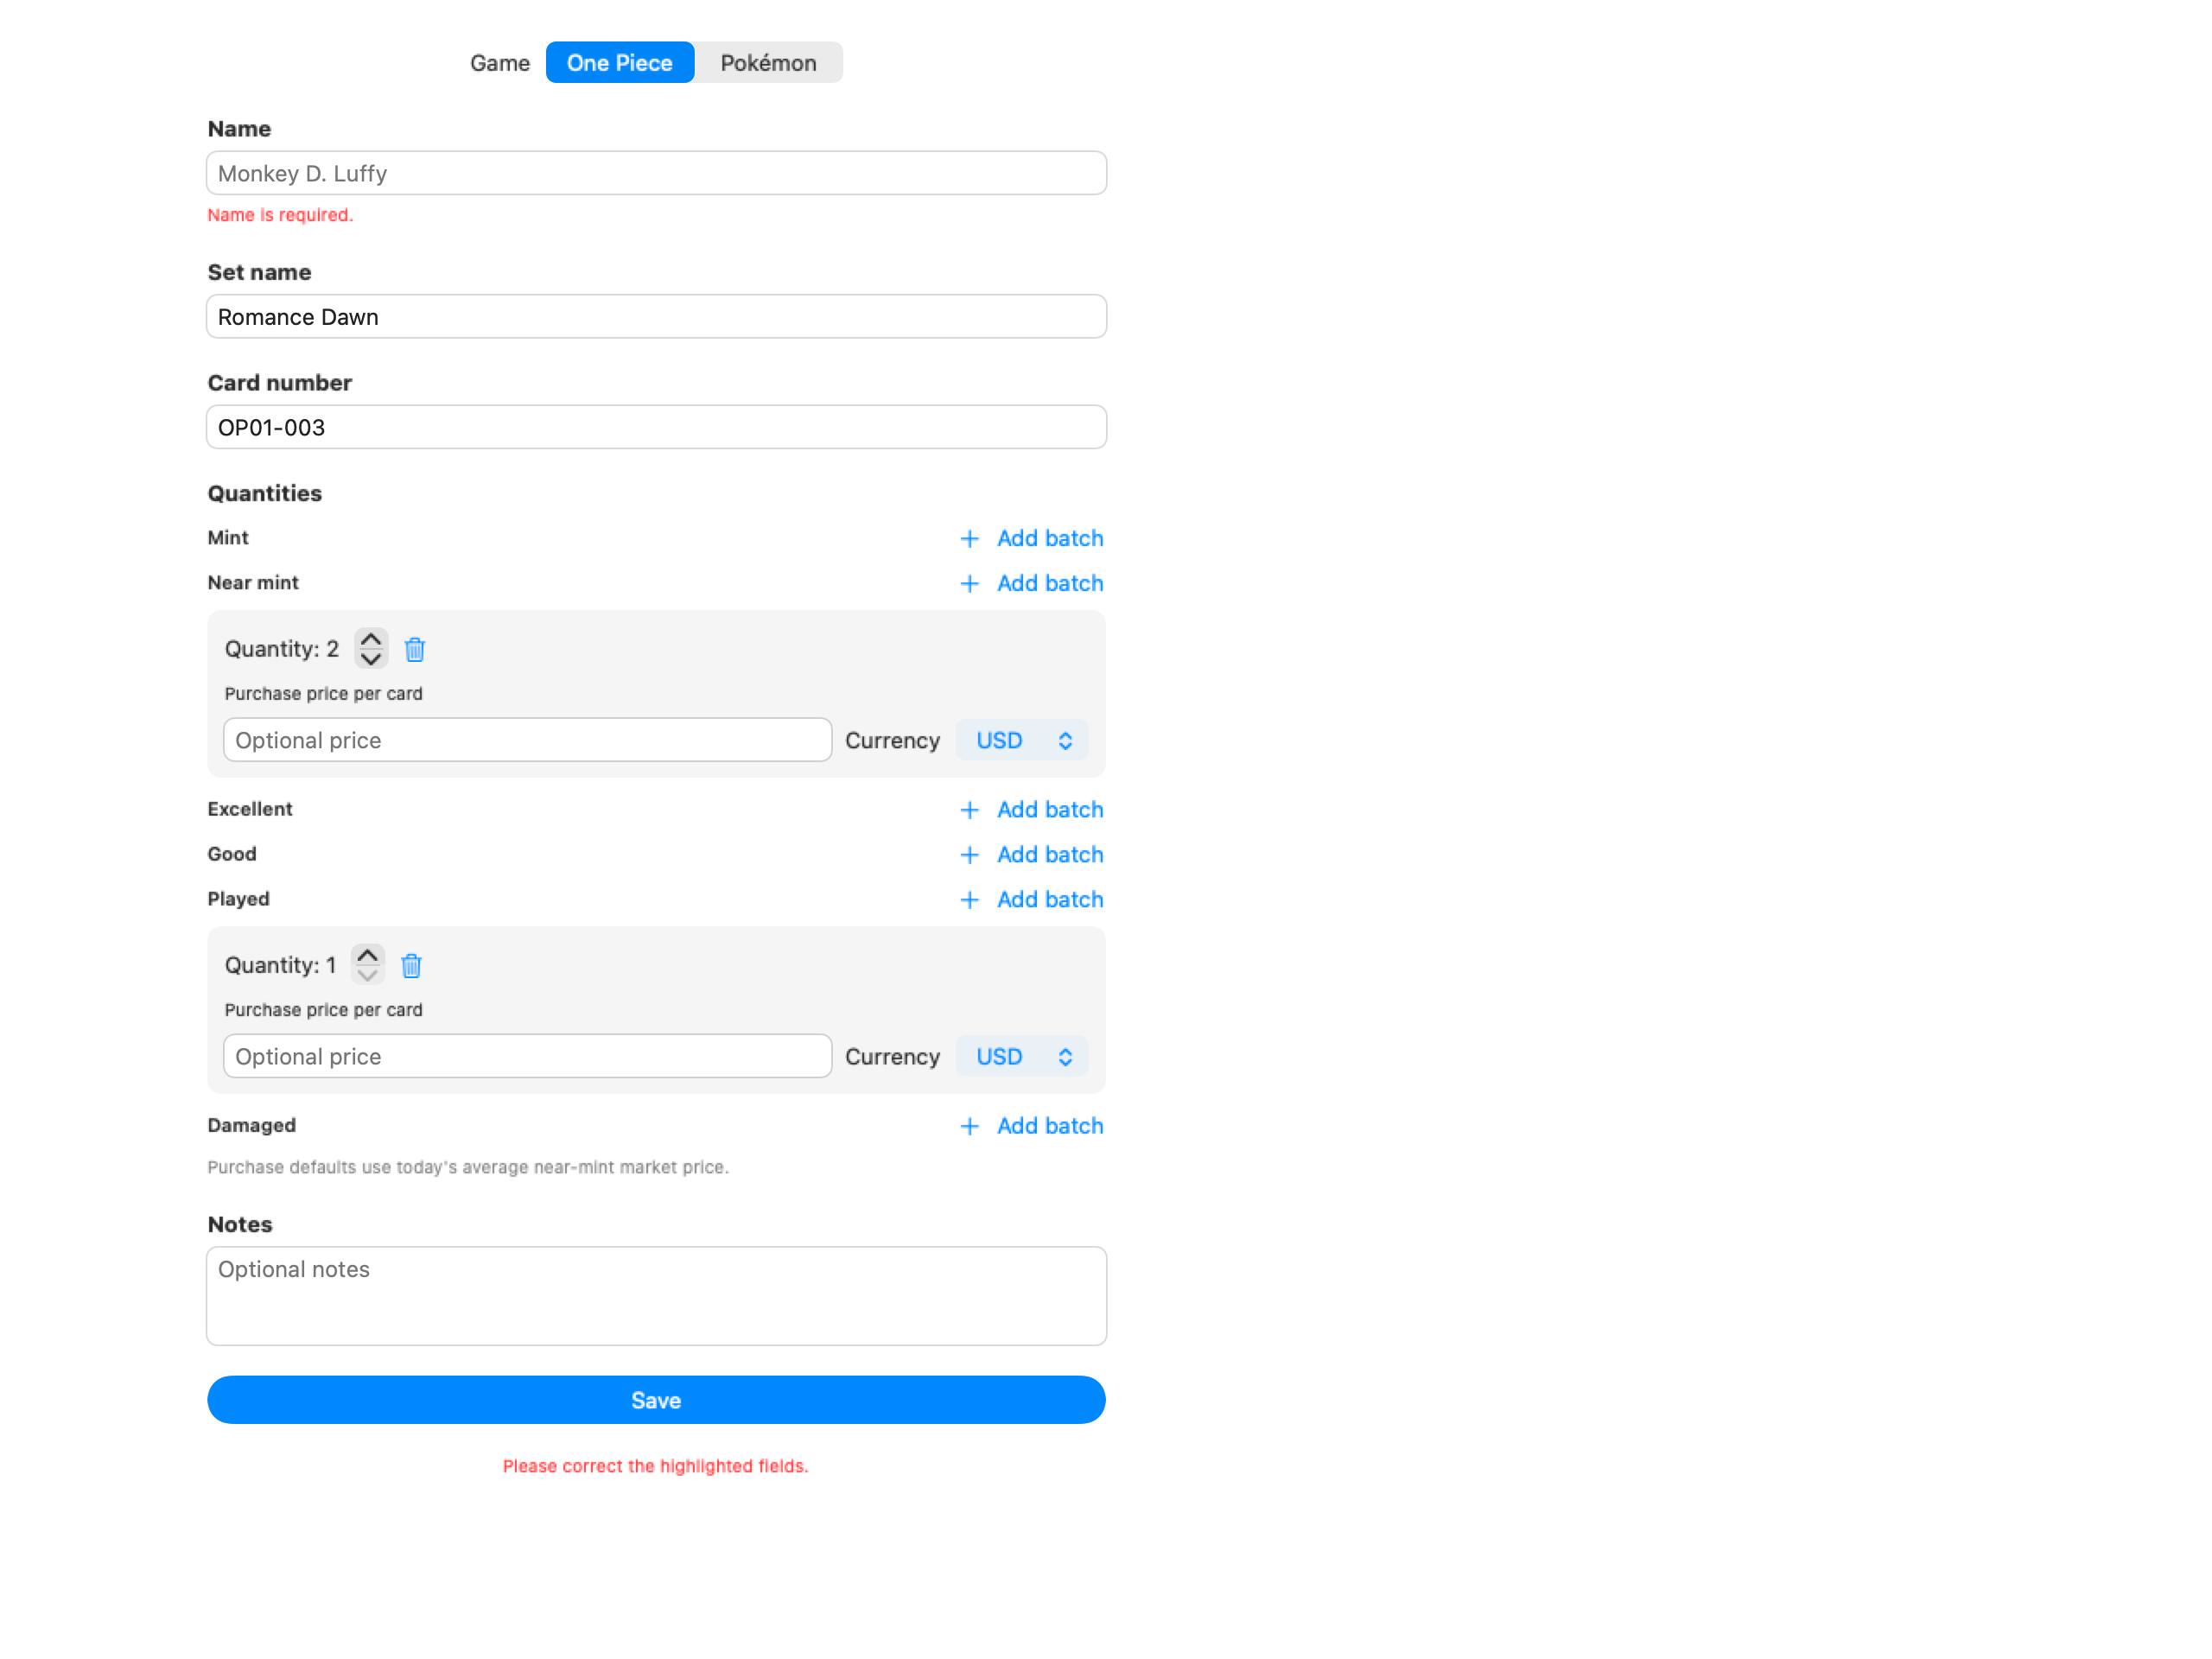 Game One Piece Pokémon
Name
Monkey D. Luffy
Name is required.
Set name
Romance Dawn
Card number
OP01-003
Quantities
Mint + Add batch
Near mint + Add batch
Quantity: 2
Purchase price per card
Optional price Currency USD
Excellent + Add batch
Good + Add batch
Played + Add batch
Quantity: 1
Purchase price per card
Optional price Currency USD
Damaged + Add batch
Purchase defaults use today's average near-mint market price.
Notes
Optional notes
Save
Please correct the highlighted fields.